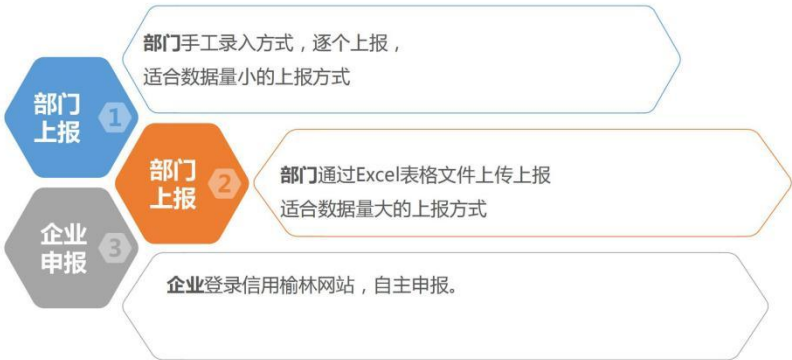 部门手工录入方式，逐个上报，
适合数据量小的上报方式
部门
上报
1
部门
上报
2
部门通过Excel表格文件上传上报
适合数据量大的上报方式
企业
申报
3
企业登录信用榆林网站，自主申报。